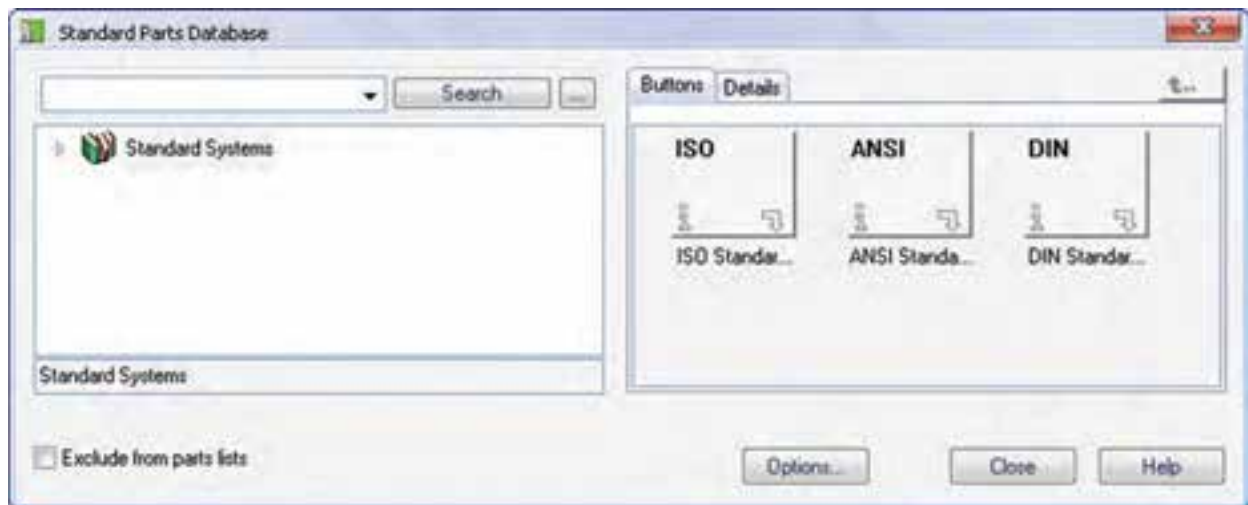 Standard Parts Database
Search ...
Standard Systems
Standard Systems
Exclude from parts lists
Buttons Details
ISO ANSI DIN
ISO Standar... ANSI Standa... DIN Standar...
Options... Close Help